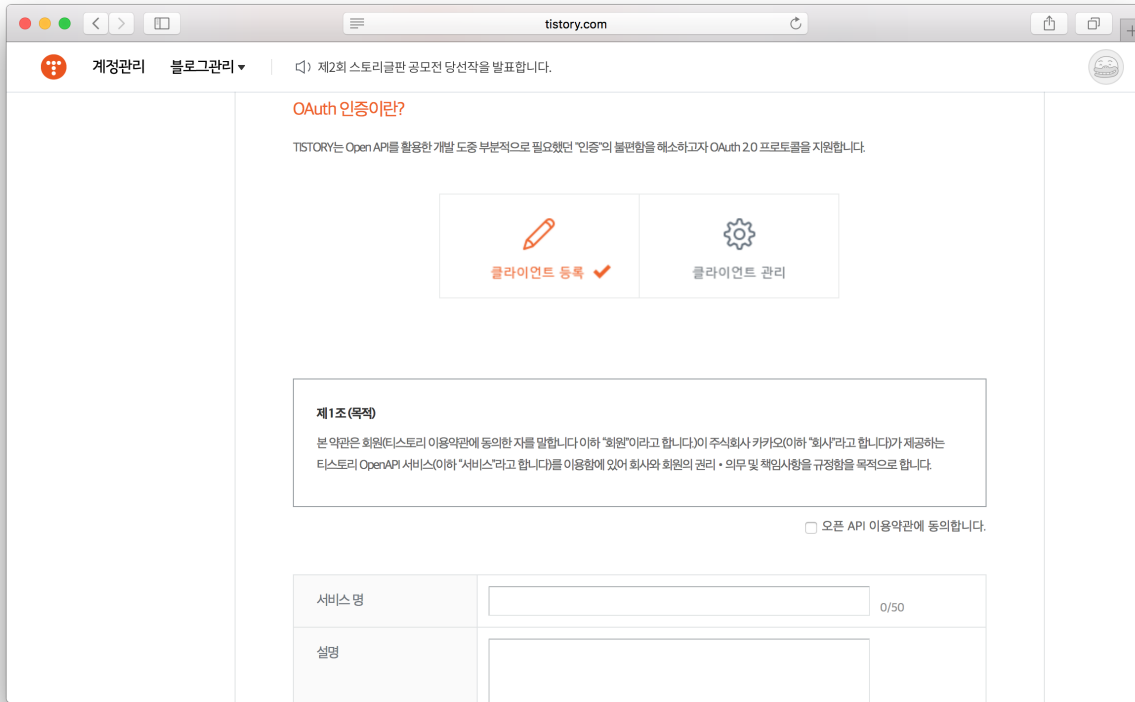 tistory.com
계정관리 블로그관리 제2회 스토리글판 공모전 당선작을 발표합니다.
OAuth 인증이란?
TISTORY는 Open API를 활용한 개발 도중 부분적으로 필요했던 "인증"의 불편함을 해소하고자 OAuth 2.0 프로토콜을 지원합니다.
클라이언트 등록 클라이언트 관리
제1조 (목적)
본 약관은 회원(티스토리 이용약관에 동의한 자를 말합니다 이하 "회원"이라고 합니다.)이 주식회사 카카오(이하 "회사"라고 합니다)가 제공하는
티스토리 OpenAPI 서비스(이하 "서비스"라고 합니다)를 이용함에 있어 회사와 회원의 권리 • 의무 및 책임사항을 규정함을 목적으로 합니다.
오픈 API 이용약관에 동의합니다.
서비스 명 0/50
설명